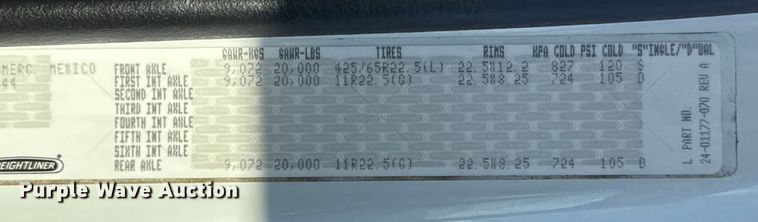 GAWR-KGS GAWR-LBS TIRES RIMS KPA COLD PSI COLD "S"INGLE/"D"UAL
MEXICO
FRONT AXLE 9,072 20,000 425/65R22.5(L) 22.5X12.2 827 120 S
FIRST INT AXLE 9,072 20,000 11R22.5(G) 22.5X8.25 724 105 D
SECOND INT AXLE
THIRD INT AXLE
FOURTH INT AXLE
FIFTH INT AXLE
SIXTH INT AXLE
REAR AXLE 9,072 20,000 11R22.5(G) 22.5X8.25 724 105 D
L PART NO.
24-01177-070 REV A
FREIGHTLINER
Purple Wave Auction